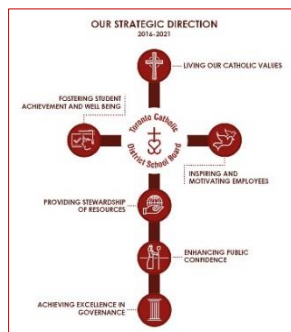 OUR STRATEGIC DIRECTION
2016-2021
LIVING OUR CATHOLIC VALUES
FOSTERING STUDENT
ACHIEVEMENT AND WELL BEING
Toronto Catholic
District School Board
INSPIRING AND
MOTIVATING EMPLOYEES
PROVIDING STEWARDSHIP
OF RESOURCES
ENHANCING PUBLIC
CONFIDENCE
ACHIEVING EXCELLENCE IN
GOVERNANCE